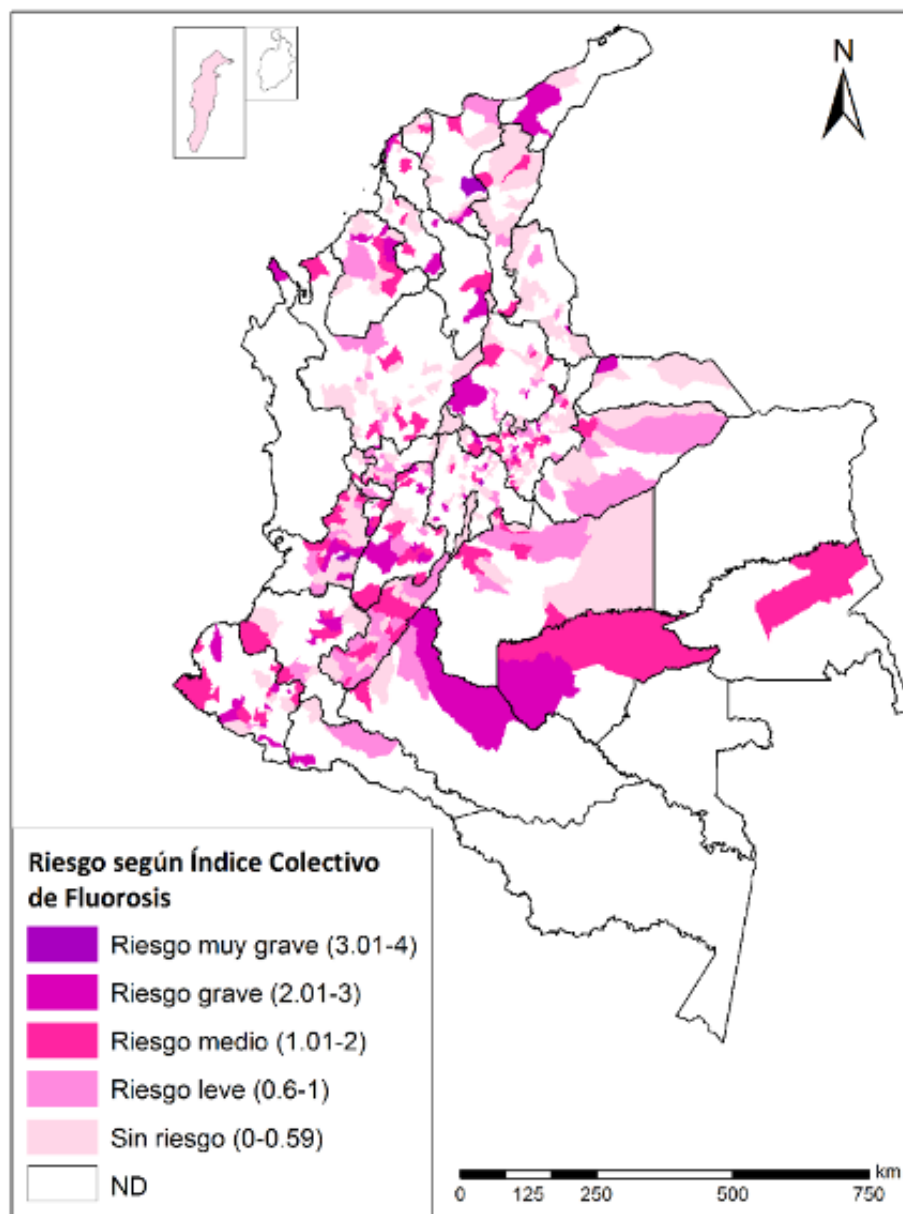 N
Riesgo según Índice Colectivo
de Fluorosis
Riesgo muy grave (3.01-4)
Riesgo grave (2.01-3)
Riesgo medio (1.01-2)
Riesgo leve (0.6-1)
Sin riesgo (0-0.59)
ND
km
0 125 250 500 750